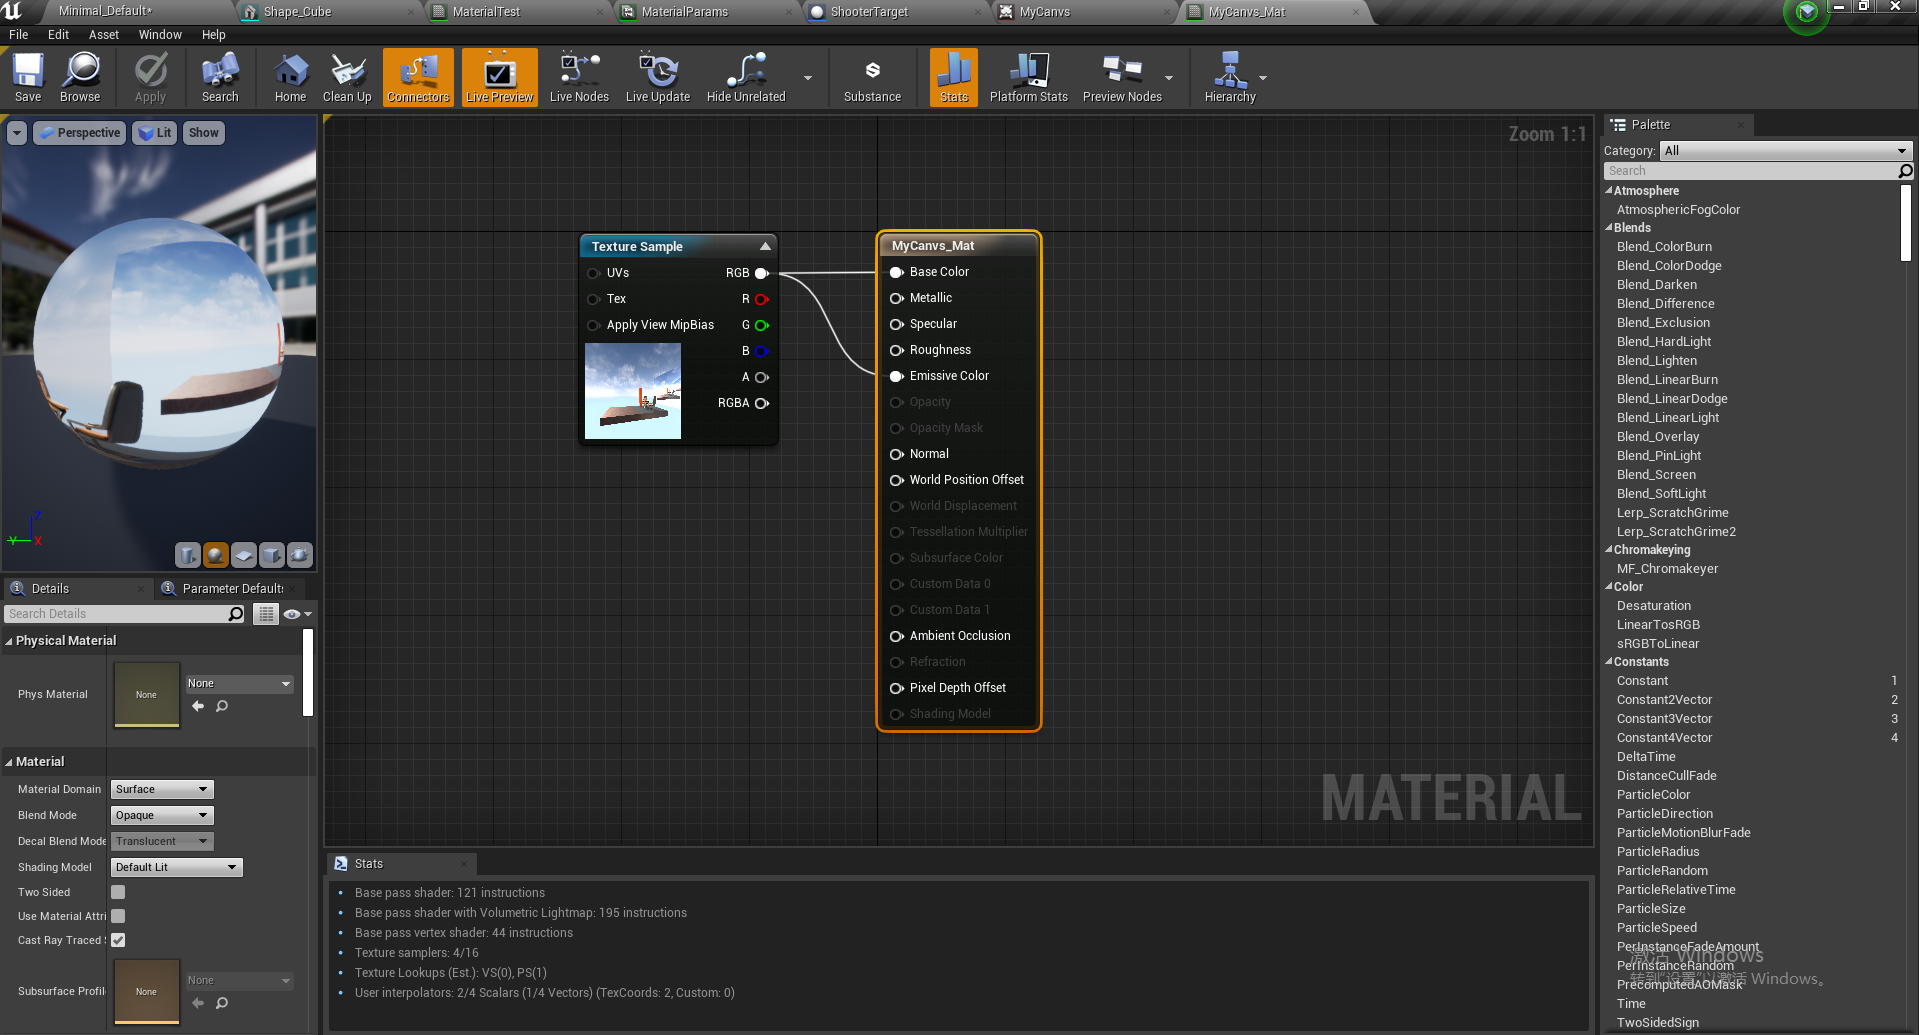 Minimal_Default*
Shape_Cube
MaterialTest
MaterialParams
ShooterTarget
MyCanvs
MyCanvs_Mat
File Edit Asset Window Help
Save
Browse
Apply
Search
Home
Clean Up
Connectors
Live Preview
Live Nodes
Live Update
Hide Unrelated
Substance
Stats
Platform Stats
Preview Nodes
Hierarchy
Perspective
Lit
Show
Z
Y
X
Zoom 1:1
Texture Sample
UVs
RGB
Tex
R
Apply View MipBias
G
B
A
RGBA
MyCanvs_Mat
Base Color
Metallic
Specular
Roughness
Emissive Color
Opacity
Opacity Mask
Normal
World Position Offset
World Displacement
Tessellation Multiplier
Subsurface Color
Custom Data 0
Custom Data 1
Ambient Occlusion
Refraction
Pixel Depth Offset
Shading Model
MATERIAL
Details
Parameter Defaults
Search Details
Physical Material
Phys Material
None
None
Material
Material Domain
Surface
Blend Mode
Opaque
Decal Blend Mode
Translucent
Shading Model
Default Lit
Two Sided
Use Material Attri
Cast Ray Traced S
Subsurface Profil
None
None
Stats
Base pass shader: 121 instructions
Base pass shader with Volumetric Lightmap: 195 instructions
Base pass vertex shader: 44 instructions
Texture samplers: 4/16
Texture Lookups (Est.): VS(0), PS(1)
User interpolators: 2/4 Scalars (1/4 Vectors) (TexCoords: 2, Custom: 0)
Palette
Category: All
Search
Atmosphere
AtmosphericFogColor
Blends
Blend_ColorBurn
Blend_ColorDodge
Blend_Darken
Blend_Difference
Blend_Exclusion
Blend_HardLight
Blend_Lighten
Blend_LinearBurn
Blend_LinearDodge
Blend_LinearLight
Blend_Overlay
Blend_PinLight
Blend_Screen
Blend_SoftLight
Lerp_ScratchGrime
Lerp_ScratchGrime2
Chromakeying
MF_Chromakeyer
Color
Desaturation
LinearTosRGB
sRGBToLinear
Constants
Constant 1
Constant2Vector 2
Constant3Vector 3
Constant4Vector 4
DeltaTime
DistanceCullFade
ParticleColor
ParticleDirection
ParticleMotionBlurFade
ParticleRadius
ParticleRandom
ParticleRelativeTime
ParticleSize
ParticleSpeed
PerInstanceFadeAmount
PerInstanceRandom
PrecomputedAOMask
Time
TwoSidedSign
激活 Windows
转到“设置”以激活 Windows。